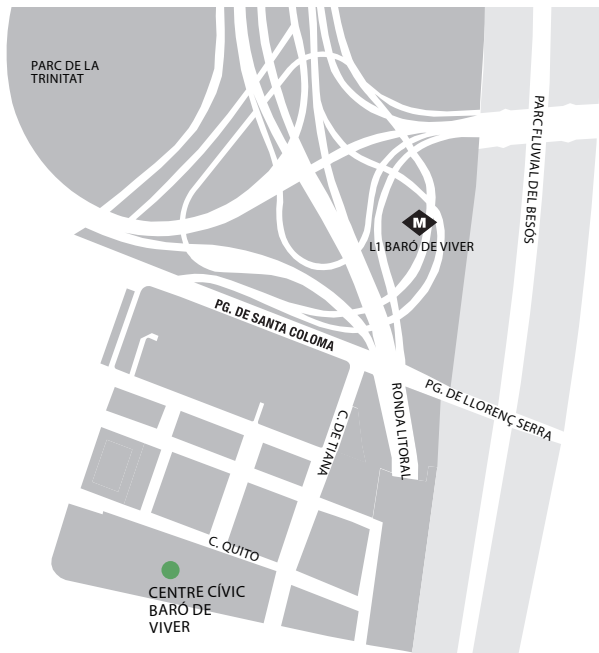 PARC DE LA
TRINITAT
PARC FLUVIAL DEL BESÒS
M
L1 BARÓ DE VIVER
PG. DE SANTA COLOMA
PG. DE LLORENÇ SERRA
RONDA LITORAL
C. DE TIANA
C. QUITO
CENTRE CÍVIC
BARÓ DE
VIVER